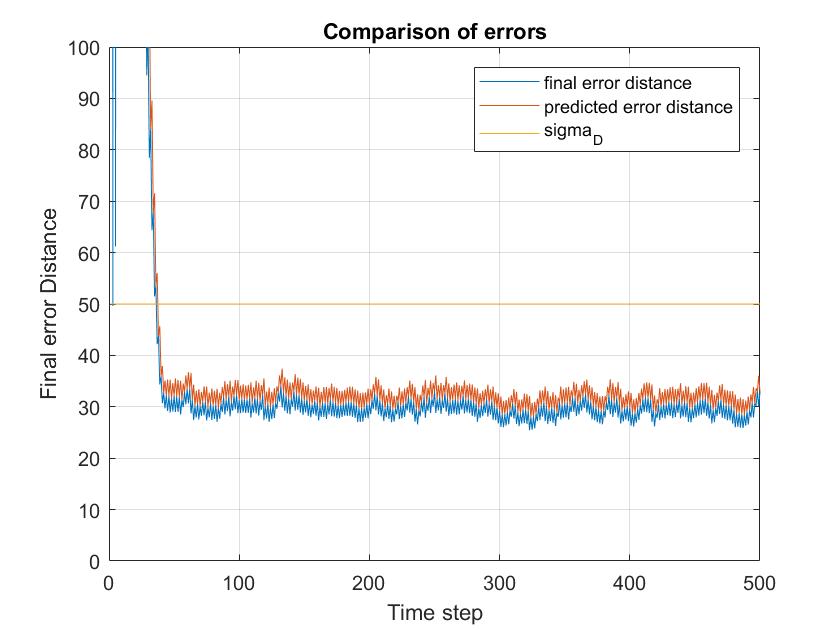 Comparison of errors
final error distance
predicted error distance
sigma_D
Final error Distance
100
90
80
70
60
50
40
30
20
10
0
0 100 200 300 400 500
Time step